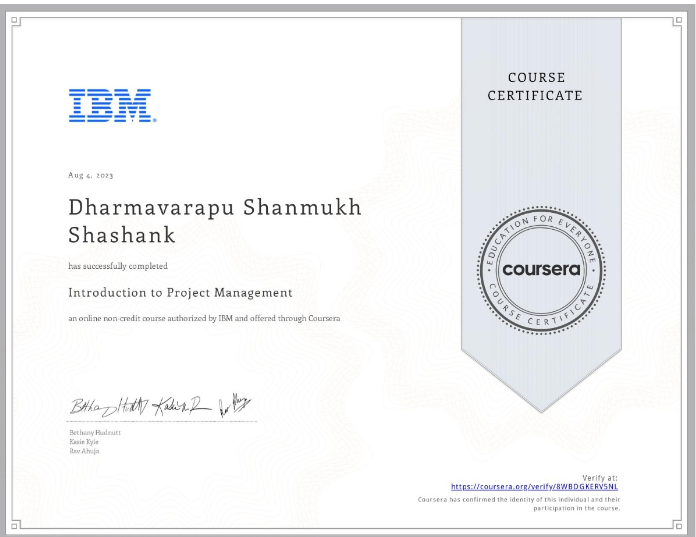 IBM
COURSE
CERTIFICATE
Aug 4, 2023
Dharmavarapu Shanmukh
Shashank
has successfully completed
Introduction to Project Management
an online non-credit course authorized by IBM and offered through Coursera
EDUCATION FOR EVERYONE
coursera
COURSE CERTIFICATE
Bethany Hudnutt
Kasie Kyle
Rav Ahuja
Verify at:
https://coursera.org/verify/8WBDGKERVSNL
Coursera has confirmed the identity of this individual and their
participation in the course.